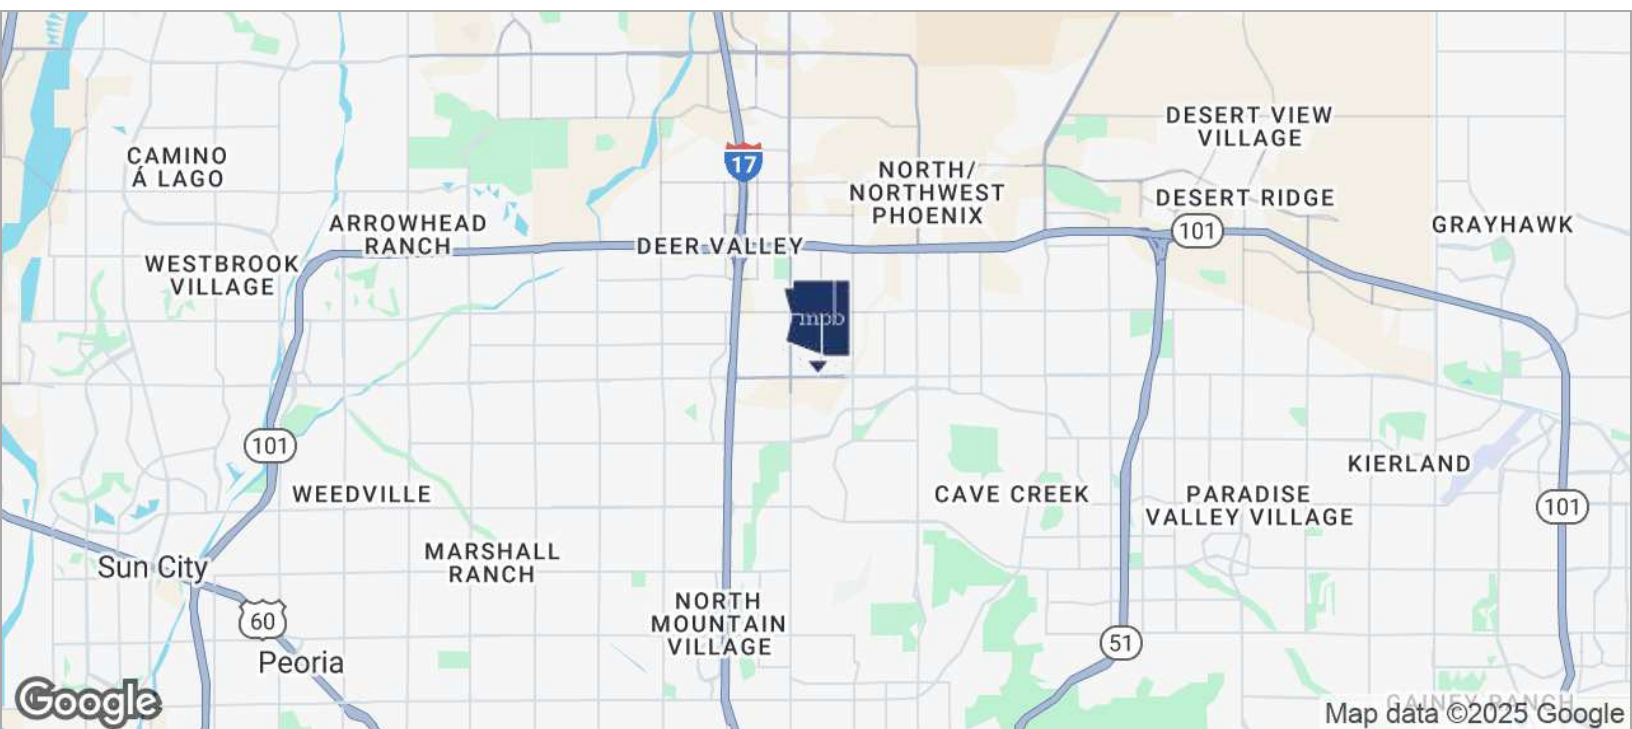 DESERT VIEW
VILLAGE
CAMINO
Á LAGO
17
NORTH/
NORTHWEST
PHOENIX
DESERT RIDGE
ARROWHEAD
RANCH
GRAYHAWK
101
DEER VALLEY
WESTBROOK
VILLAGE
mpb
101
KIERLAND
WEEDVILLE
CAVE CREEK
PARADISE
VALLEY VILLAGE
101
MARSHALL
RANCH
Sun City
NORTH
MOUNTAIN
VILLAGE
60
51
Peoria
GAINEY RANCH
Google
Map data ©2025 Google